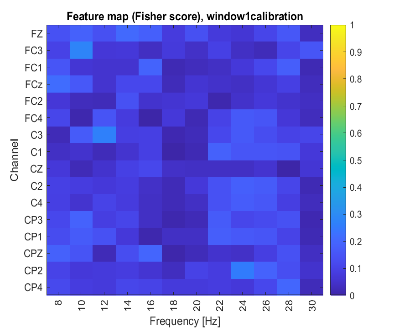 Feature map (Fisher score), window1calibration
Channel
FZ
FC3
FC1
FCz
FC2
FC4
C3
C1
CZ
C2
C4
CP3
CP1
CPZ
CP2
CP4
8 10 12 14 16 18 20 22 24 26 28 30
Frequency [Hz]
1
0.9
0.8
0.7
0.6
0.5
0.4
0.3
0.2
0.1
0